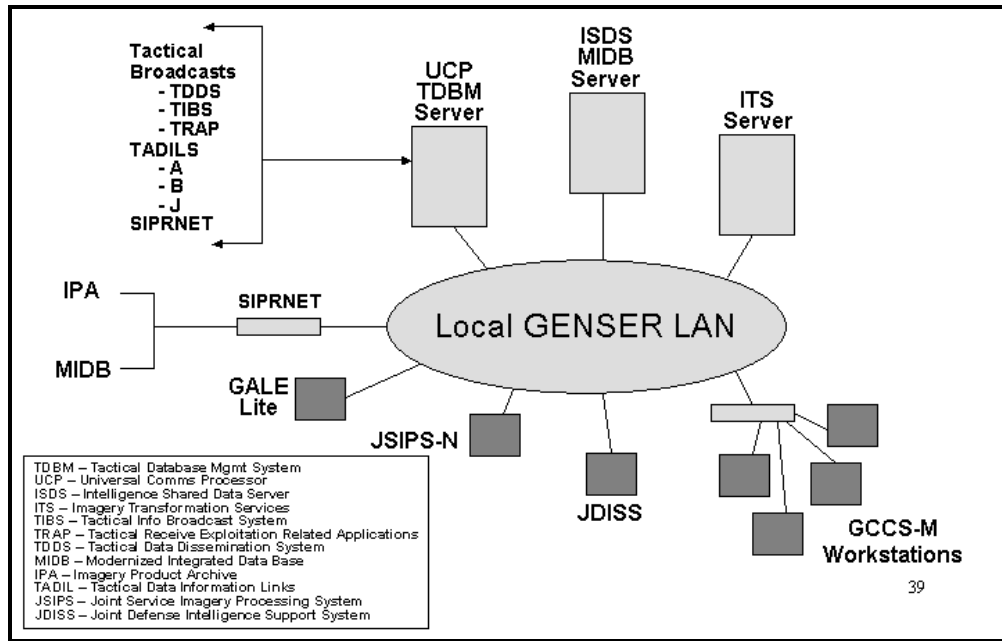 Tactical
Broadcasts
- TDDS
- TIBS
- TRAP
TADILS
- A
- B
- J
SIPRNET
UCP
TDBM
Server
ISDS
MIDB
Server
ITS
Server
IPA
MIDB
SIPRNET
Local GENSER LAN
GALE
Lite
JSIPS-N
JDISS
GCCS-M
Workstations
TDBM – Tactical Database Mgmt System
UCP – Universal Comms Processor
ISDS – Intelligence Shared Data Server
ITS – Imagery Transformation Services
TIBS – Tactical Info Broadcast System
TRAP – Tactical Receive Exploitation Related Applications
TDDS – Tactical Data Dissemination System
MIDB – Modernized Integrated Data Base
IPA – Imagery Product Archive
TADIL – Tactical Data Information Links
JSIPS – Joint Service Imagery Processing System
JDISS – Joint Defense Intelligence Support System
39